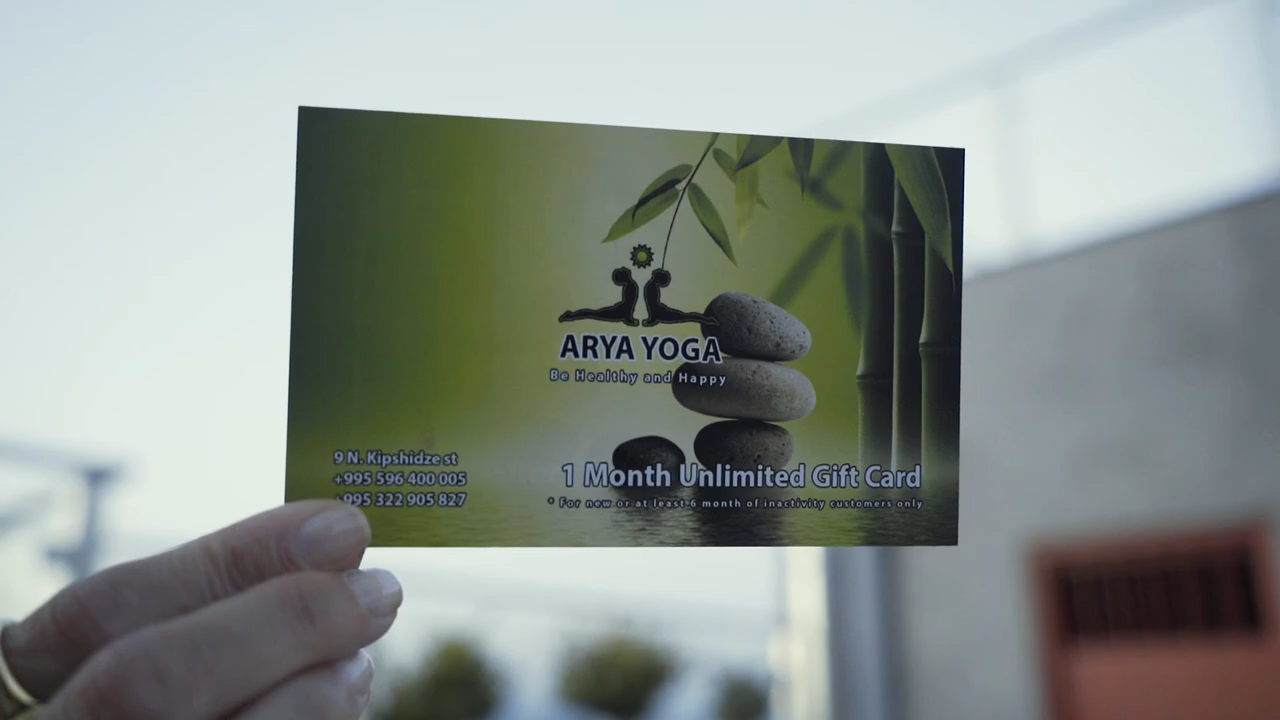 ARYA YOGA
Be Healthy and Happy
9 N. Kipshidze st
+995 596 400 005
+995 322 905 827
1 Month Unlimited Gift Card
* For new or at least 6 month of inactivity customers only